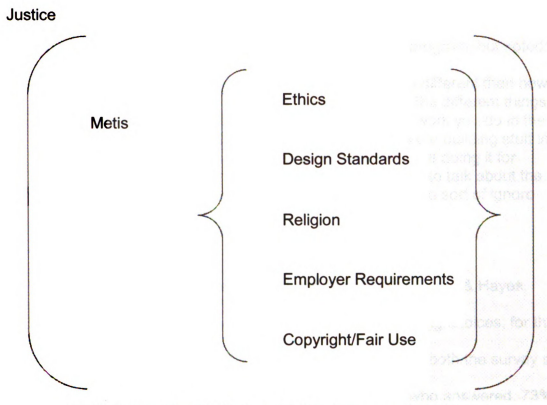 Justice
Metis
Ethics
Design Standards
Religion
Employer Requirements
Copyright/Fair Use